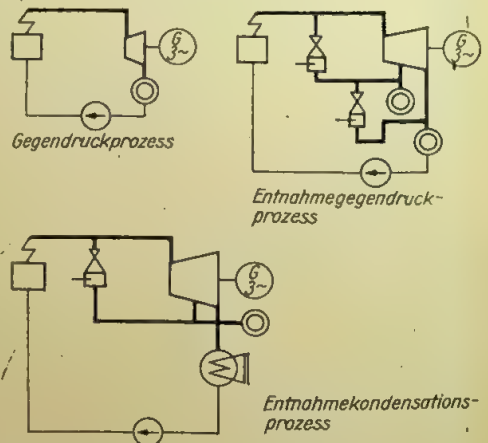 G
3~
Gegendruckprozess
G
3~
Entnahmegegendruck-
prozess
G
3~
Entnahmekondensations-
prozess